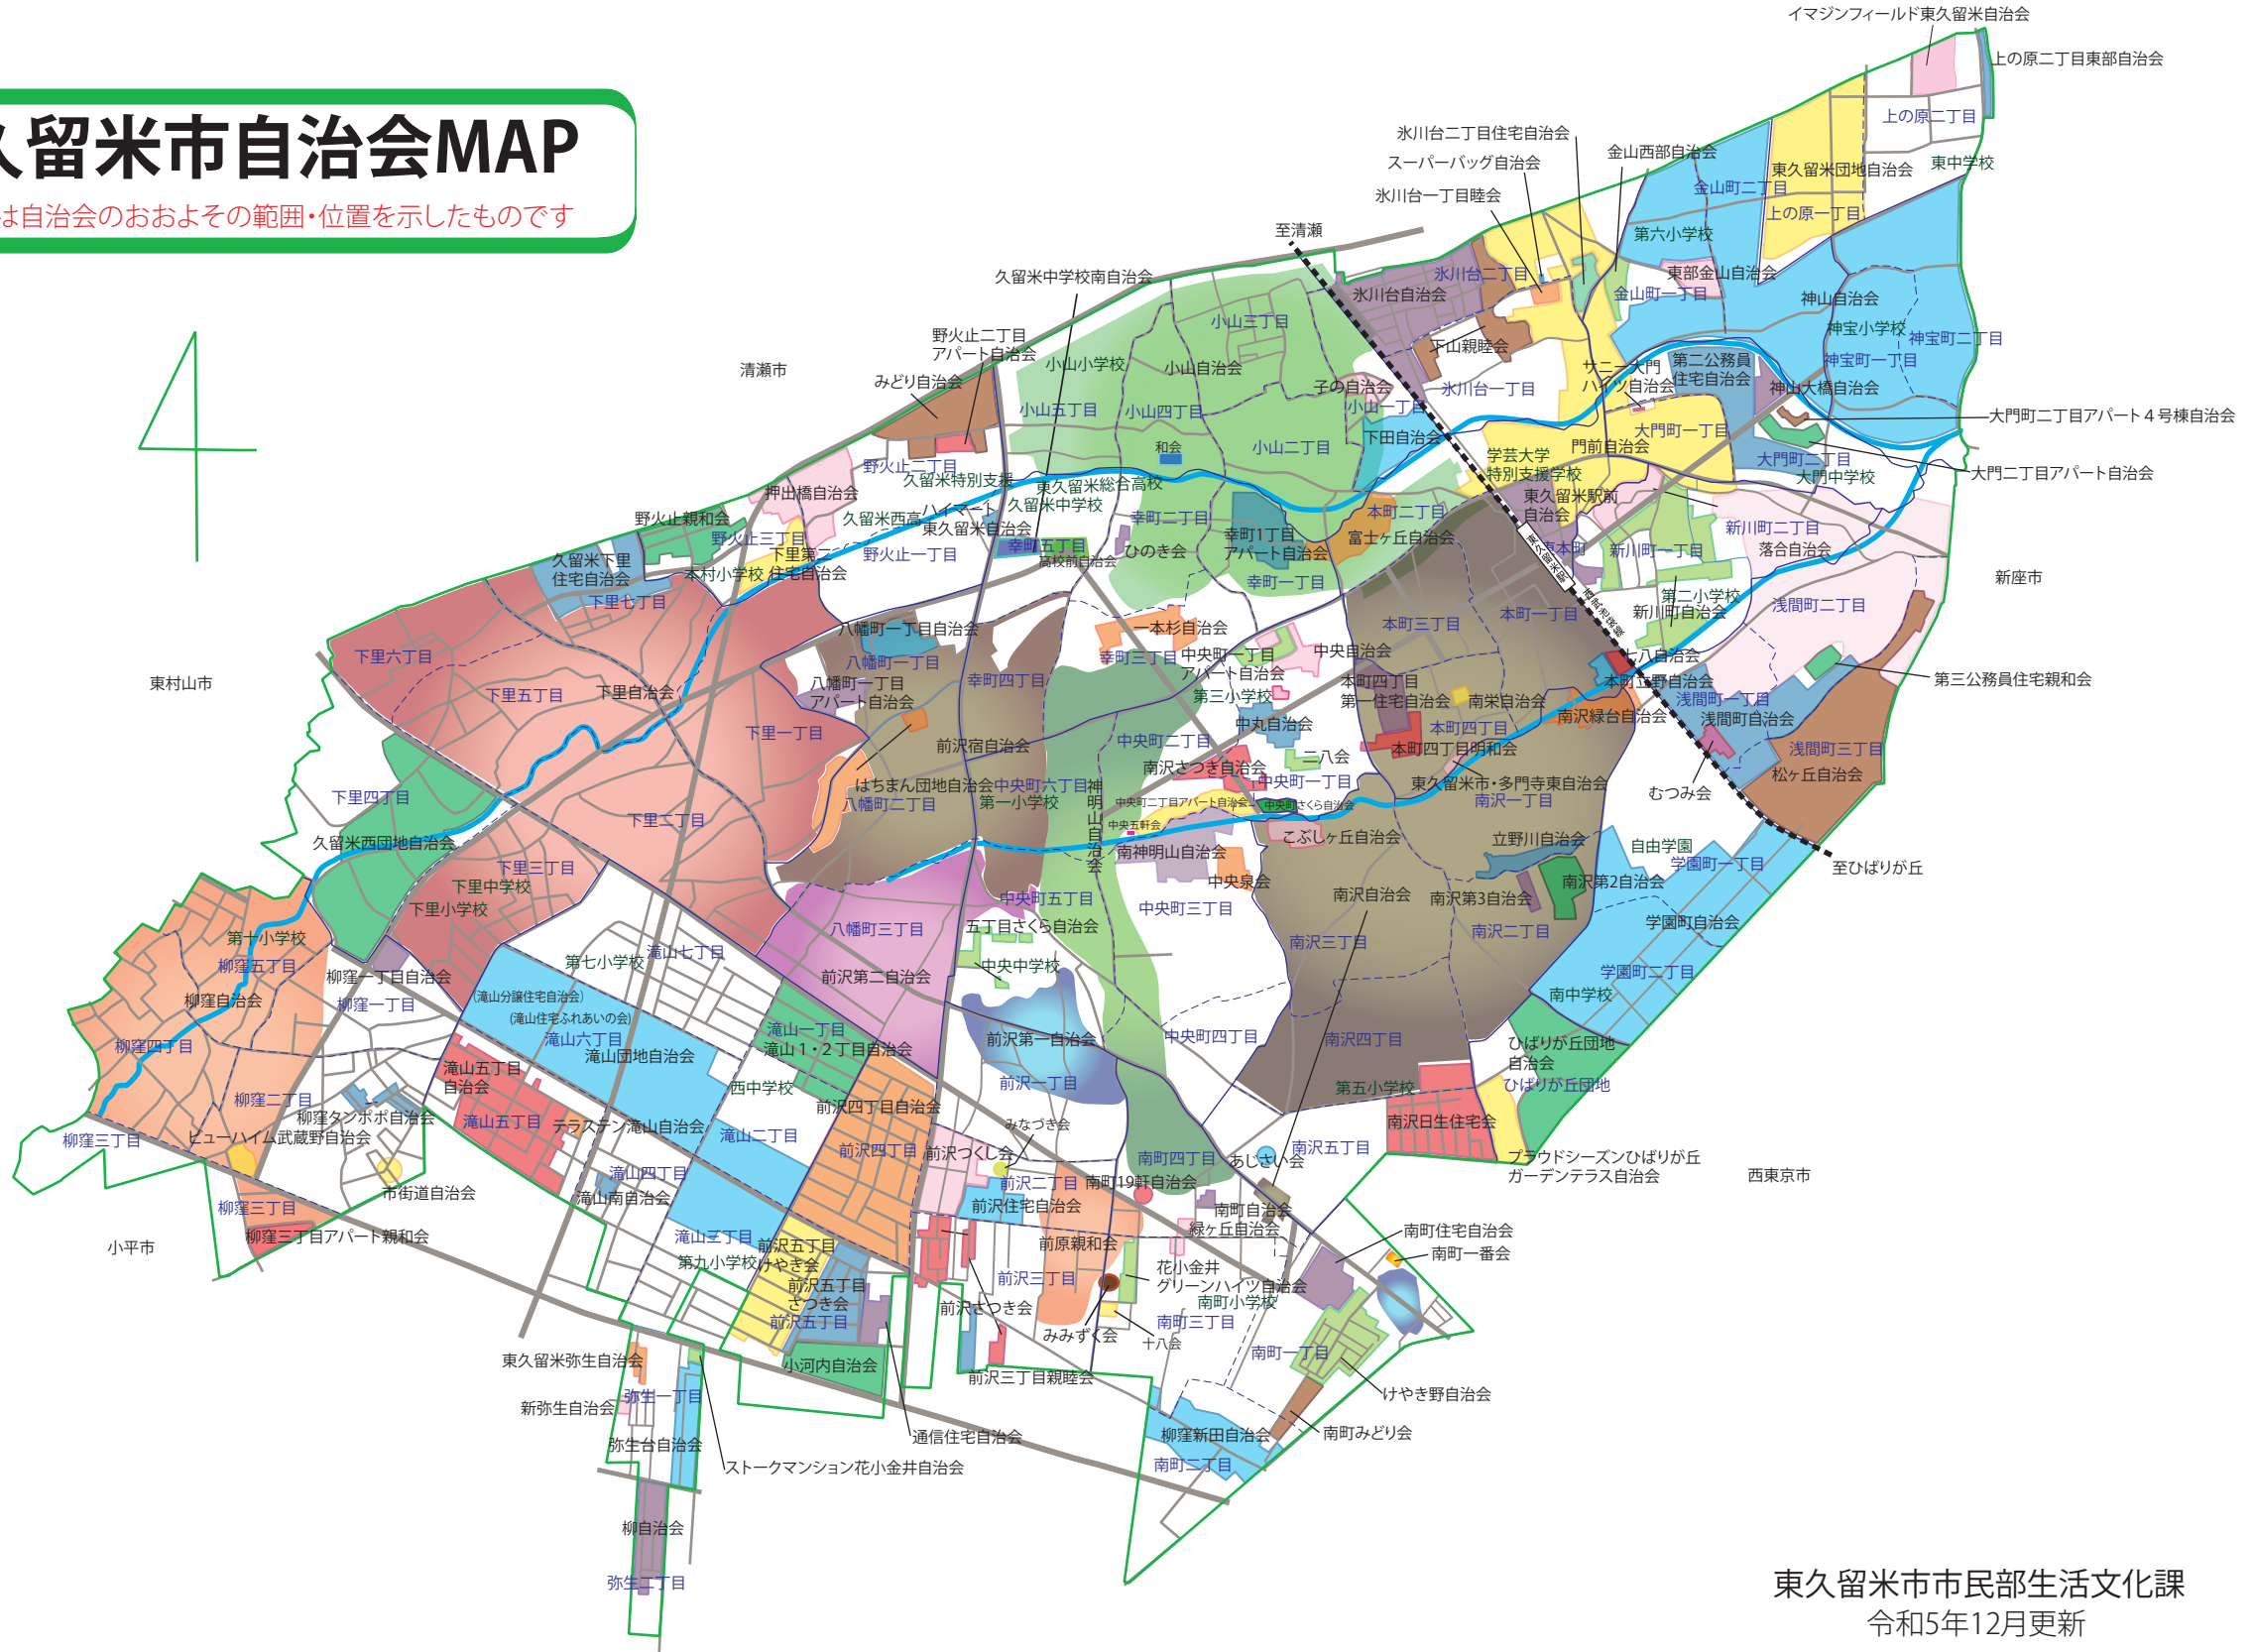 久留米市自治会MAP
は自治会のおおよその範囲・位置を示したものです
イマジンフィールド東久留米自治会
上の原二丁目東部自治会
上の原二丁目
東中学校
氷川台二丁目住宅自治会
スーパーバッグ自治会
氷川台一丁目睦会
金山西部自治会
東久留米団地自治会
金山町二丁目
上の原一丁目
第六小学校
至清瀬
東部金山自治会
金山町一丁目
神山自治会
神宝小学校
神宝町二丁目
神宝町一丁目
氷川台二丁目
氷川台自治会
久留米中学校南自治会
小山三丁目
野火止二丁目
アパート自治会
小山小学校
小山自治会
下山親睦会
清瀬市
みどり自治会
子の自治会
氷川台一丁目
サニー大門
ハイツ自治会
第二公務員
住宅自治会
神山大橋自治会
小山五丁目
小山四丁目
小山一丁目
大門町二丁目アパート４号棟自治会
大門町一丁目
下田自治会
和会
小山二丁目
門前自治会
学芸大学
特別支援学校
大門町二丁目
大門中学校
大門二丁目アパート自治会
野火止二丁目
久留米特別支援
東久留米総合高校
久留米中学校
押出橋自治会
東久留米駅前
自治会
野火止親和会
久留米西高
ハイマート
東久留米自治会
幸町二丁目
本町二丁目
新川町二丁目
野火止三丁目
幸町1丁目
アパート自治会
富士ヶ丘自治会
東久留米駅
東本町
新川町一丁目
落合自治会
久留米下里
住宅自治会
本村小学校
下里第二
住宅自治会
野火止一丁目
幸町五丁目
高校前自治会
ひのき会
幸町一丁目
新座市
下里七丁目
第二小学校
新川町自治会
浅間町二丁目
八幡町一丁目自治会
一本杉自治会
本町三丁目
本町一丁目
下里六丁目
八幡町一丁目
幸町三丁目
中央町一丁目
アパート自治会
中央自治会
七八自治会
東村山市
下里五丁目
下里自治会
八幡町一丁目
アパート自治会
幸町四丁目
第三小学校
本町四丁目
第一住宅自治会
南栄自治会
本町立野自治会
第三公務員住宅親和会
浅間町一丁目
下里一丁目
前沢宿自治会
中央町二丁目
中丸自治会
本町四丁目
南沢緑台自治会
浅間町自治会
本町四丁目明和会
浅間町三丁目
南沢さつき自治会
二八会
松ヶ丘自治会
下里四丁目
はちまん団地自治会
中央町六丁目
神明山自治会
中央町一丁目
東久留米市・多門寺東自治会
むつみ会
八幡町二丁目
第一小学校
中央町二丁目アパート自治会
中央町さくら自治会
南沢一丁目
下里二丁目
中央五軒会
久留米西団地自治会
南神明山自治会
こぶしヶ丘自治会
立野川自治会
自由学園
学園町一丁目
至ひばりが丘
下里三丁目
下里中学校
下里小学校
中央泉会
南沢自治会
南沢第3自治会
南沢第2自治会
中央町五丁目
中央町三丁目
八幡町三丁目
五丁目さくら自治会
南沢三丁目
南沢二丁目
学園町自治会
第十小学校
柳窪五丁目
第七小学校
滝山七丁目
中央中学校
柳窪一丁目自治会
前沢第二自治会
学園町二丁目
柳窪自治会
柳窪一丁目
(滝山分譲住宅自治会)
(滝山住宅ふれあいの会)
南中学校
滝山六丁目
滝山団地自治会
滝山一丁目
滝山１・２丁目自治会
前沢第一自治会
中央町四丁目
南沢四丁目
ひばりが丘団地
自治会
柳窪四丁目
滝山五丁目
自治会
西中学校
前沢一丁目
第五小学校
ひばりが丘団地
柳窪二丁目
柳窪タンポポ自治会
前沢四丁目自治会
滝山五丁目
テラステン滝山自治会
みなづき会
南沢日生住宅会
柳窪三丁目
ビューハイム武蔵野自治会
滝山二丁目
前沢四丁目
前沢つくし会
南町四丁目
あじさい会
南沢五丁目
プラウドシーズンひばりが丘
ガーデンテラス自治会
西東京市
市街道自治会
滝山四丁目
滝山南自治会
前沢二丁目
南町19軒自治会
柳窪三丁目
前沢住宅自治会
南町自治会
緑ヶ丘自治会
柳窪三丁目アパート親和会
小平市
滝山三丁目
前沢五丁目
けやき会
前原親和会
南町住宅自治会
南町一番会
第九小学校
前沢五丁目
さつき会
前沢三丁目
花小金井
グリーンハイツ自治会
前沢五丁目
前沢さつき会
南町小学校
みみずく会
十八会
南町三丁目
東久留米弥生自治会
小河内自治会
前沢三丁目親睦会
南町一丁目
弥生一丁目
新弥生自治会
けやき野自治会
弥生台自治会
通信住宅自治会
柳窪新田自治会
南町みどり会
ストークマンション花小金井自治会
南町二丁目
柳自治会
弥生二丁目
東久留米市市民部生活文化課
令和5年12月更新